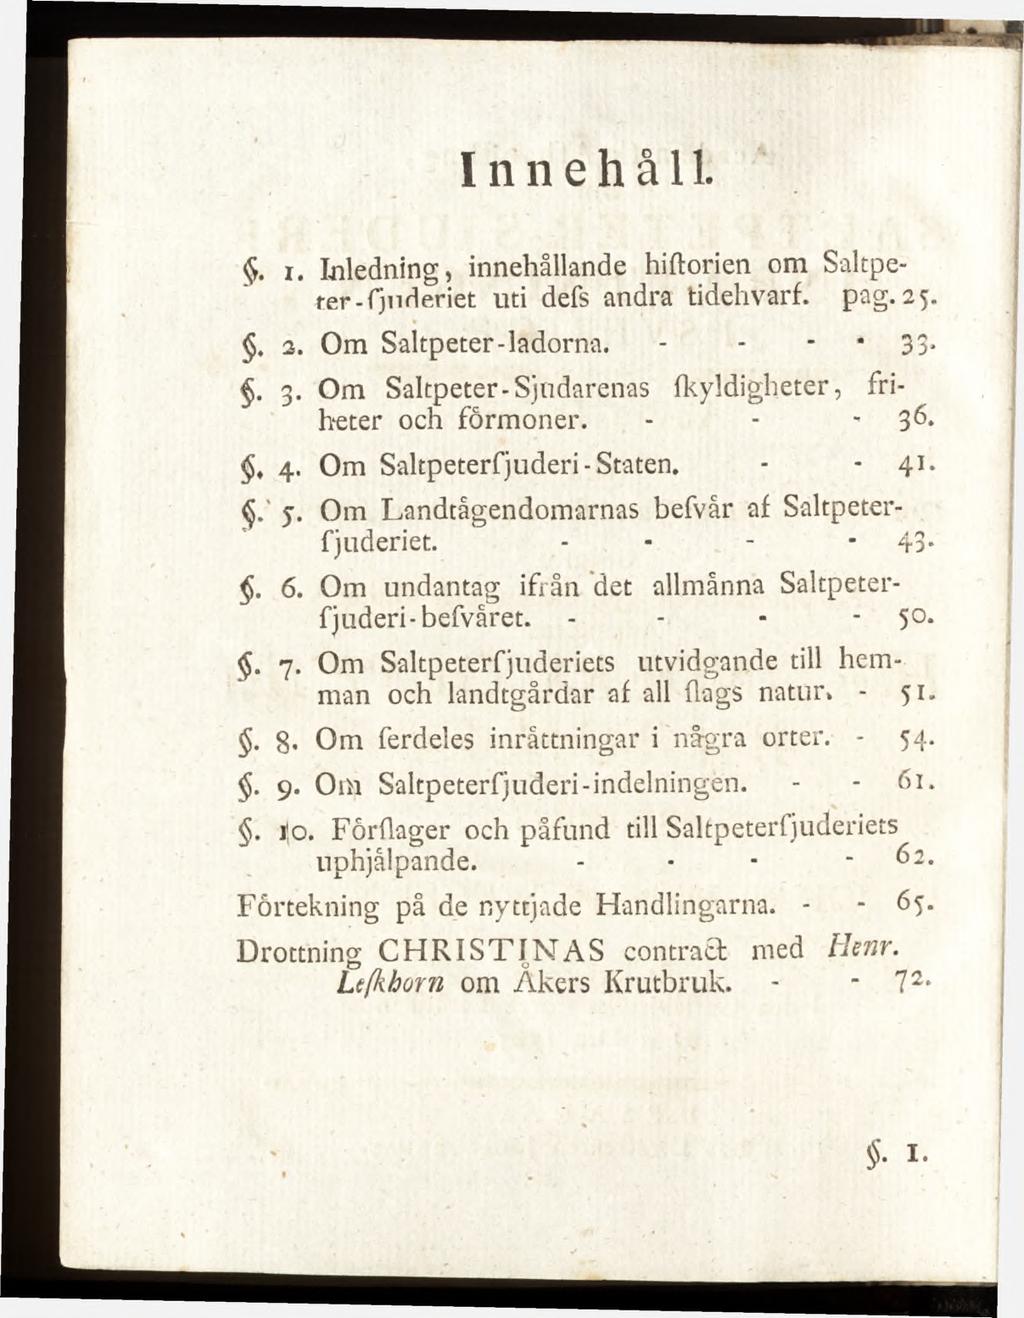 Innehåll.
§. 1. Inledning, innehållande hiſtorien om Saltpe-
ter-ſjuderiet uti deſs andra tidehvarf. pag. 25.
§. 2. Om Saltpeter-ladorna. - - - - 33.
§. 3. Om Saltpeter-Sjudarenas ſkyldigheter, fri-
heter och förmoner. - - - 36.
§. 4. Om Saltpeterſjuderi-Staten. - - 41.
§. 5. Om Landtågendomarnas beſvår af Saltpeter-
ſjuderiet. - - - - 43.
§. 6. Om undantag ifrån det allmånna Saltpeter-
ſjuderi-beſvåret. - - - - 50.
§. 7. Om Saltpeterſjuderiets utvidgande till hem-
man och landtgårdar af all ſlags natur. - 51.
§. 8. Om ſerdeles inråttningar i några orter. - 54.
§. 9. Om Saltpeterſjuderi-indelningen. - - 61.
§. 10. Förſlager och påfund till Saltpeterſjuderiets
uphjålpande. - - - - 62.
Förtekning på de nyttjade Handlingarna. - - 65.
Drottning CHRISTINAS contract med Henr.
Leſkhorn om Åkers Krutbruk. - - 72.
§. 1.